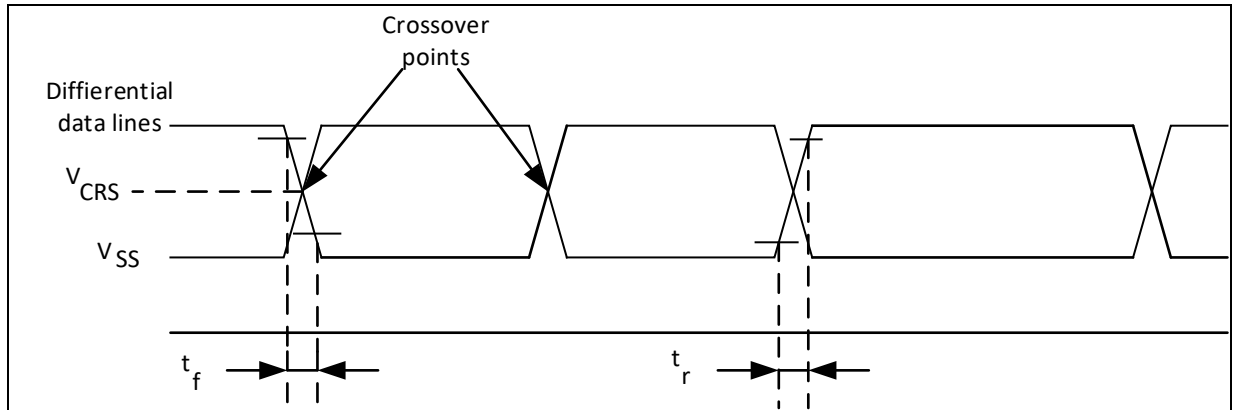 Crossover
points
Diffierential
data lines
V CRS
V SS
t f
t r